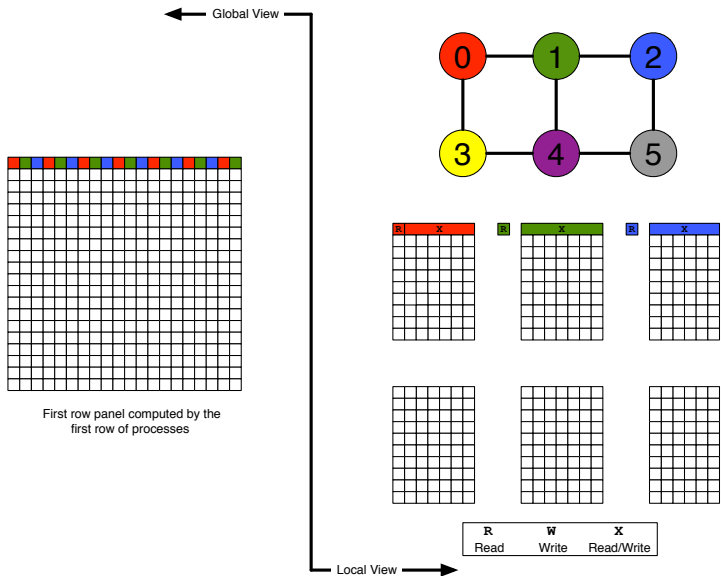 Global View
0 1 2
3 4 5
R X R X R X
First row panel computed by the
first row of processes
R W X
Read Write Read/Write
Local View